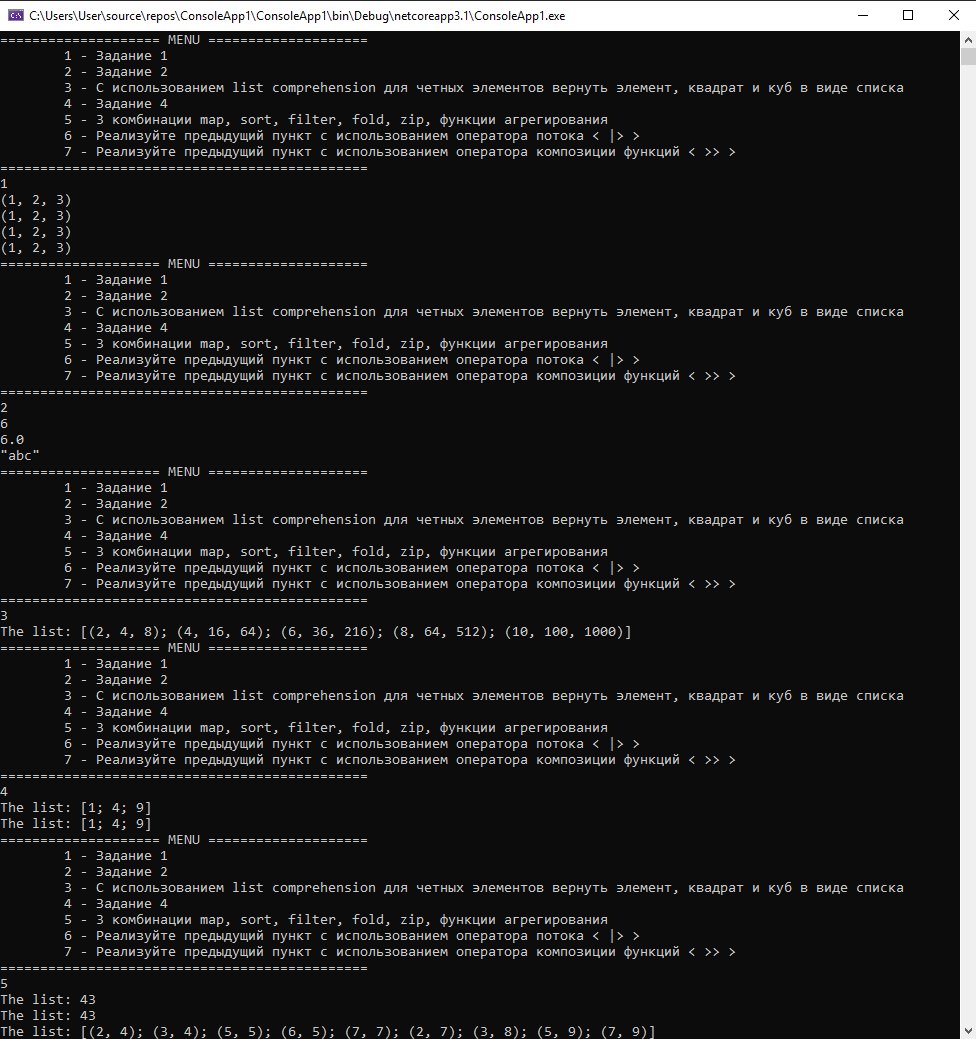 C:\Users\User\source\repos\ConsoleApp1\ConsoleApp1\bin\Debug\netcoreapp3.1\ConsoleApp1.exe
==================== MENU ====================
1 - Задание 1
2 - Задание 2
3 - С использованием list comprehension для четных элементов вернуть элемент, квадрат и куб в виде списка
4 - Задание 4
5 - 3 комбинации map, sort, filter, fold, zip, функции агрегирования
6 - Реализуйте предыдущий пункт с использованием оператора потока < |> >
7 - Реализуйте предыдущий пункт с использованием оператора композиции функций < >> >
==============================================
1
(1, 2, 3)
(1, 2, 3)
(1, 2, 3)
(1, 2, 3)
==================== MENU ====================
1 - Задание 1
2 - Задание 2
3 - С использованием list comprehension для четных элементов вернуть элемент, квадрат и куб в виде списка
4 - Задание 4
5 - 3 комбинации map, sort, filter, fold, zip, функции агрегирования
6 - Реализуйте предыдущий пункт с использованием оператора потока < |> >
7 - Реализуйте предыдущий пункт с использованием оператора композиции функций < >> >
==============================================
2
6
6.0
"abc"
==================== MENU ====================
1 - Задание 1
2 - Задание 2
3 - С использованием list comprehension для четных элементов вернуть элемент, квадрат и куб в виде списка
4 - Задание 4
5 - 3 комбинации map, sort, filter, fold, zip, функции агрегирования
6 - Реализуйте предыдущий пункт с использованием оператора потока < |> >
7 - Реализуйте предыдущий пункт с использованием оператора композиции функций < >> >
==============================================
3
The list: [(2, 4, 8); (4, 16, 64); (6, 36, 216); (8, 64, 512); (10, 100, 1000)]
==================== MENU ====================
1 - Задание 1
2 - Задание 2
3 - С использованием list comprehension для четных элементов вернуть элемент, квадрат и куб в виде списка
4 - Задание 4
5 - 3 комбинации map, sort, filter, fold, zip, функции агрегирования
6 - Реализуйте предыдущий пункт с использованием оператора потока < |> >
7 - Реализуйте предыдущий пункт с использованием оператора композиции функций < >> >
==============================================
4
The list: [1; 4; 9]
The list: [1; 4; 9]
==================== MENU ====================
1 - Задание 1
2 - Задание 2
3 - С использованием list comprehension для четных элементов вернуть элемент, квадрат и куб в виде списка
4 - Задание 4
5 - 3 комбинации map, sort, filter, fold, zip, функции агрегирования
6 - Реализуйте предыдущий пункт с использованием оператора потока < |> >
7 - Реализуйте предыдущий пункт с использованием оператора композиции функций < >> >
==============================================
5
The list: 43
The list: 43
The list: [(2, 4); (3, 4); (5, 5); (6, 5); (7, 7); (2, 7); (3, 8); (5, 9); (7, 9)]